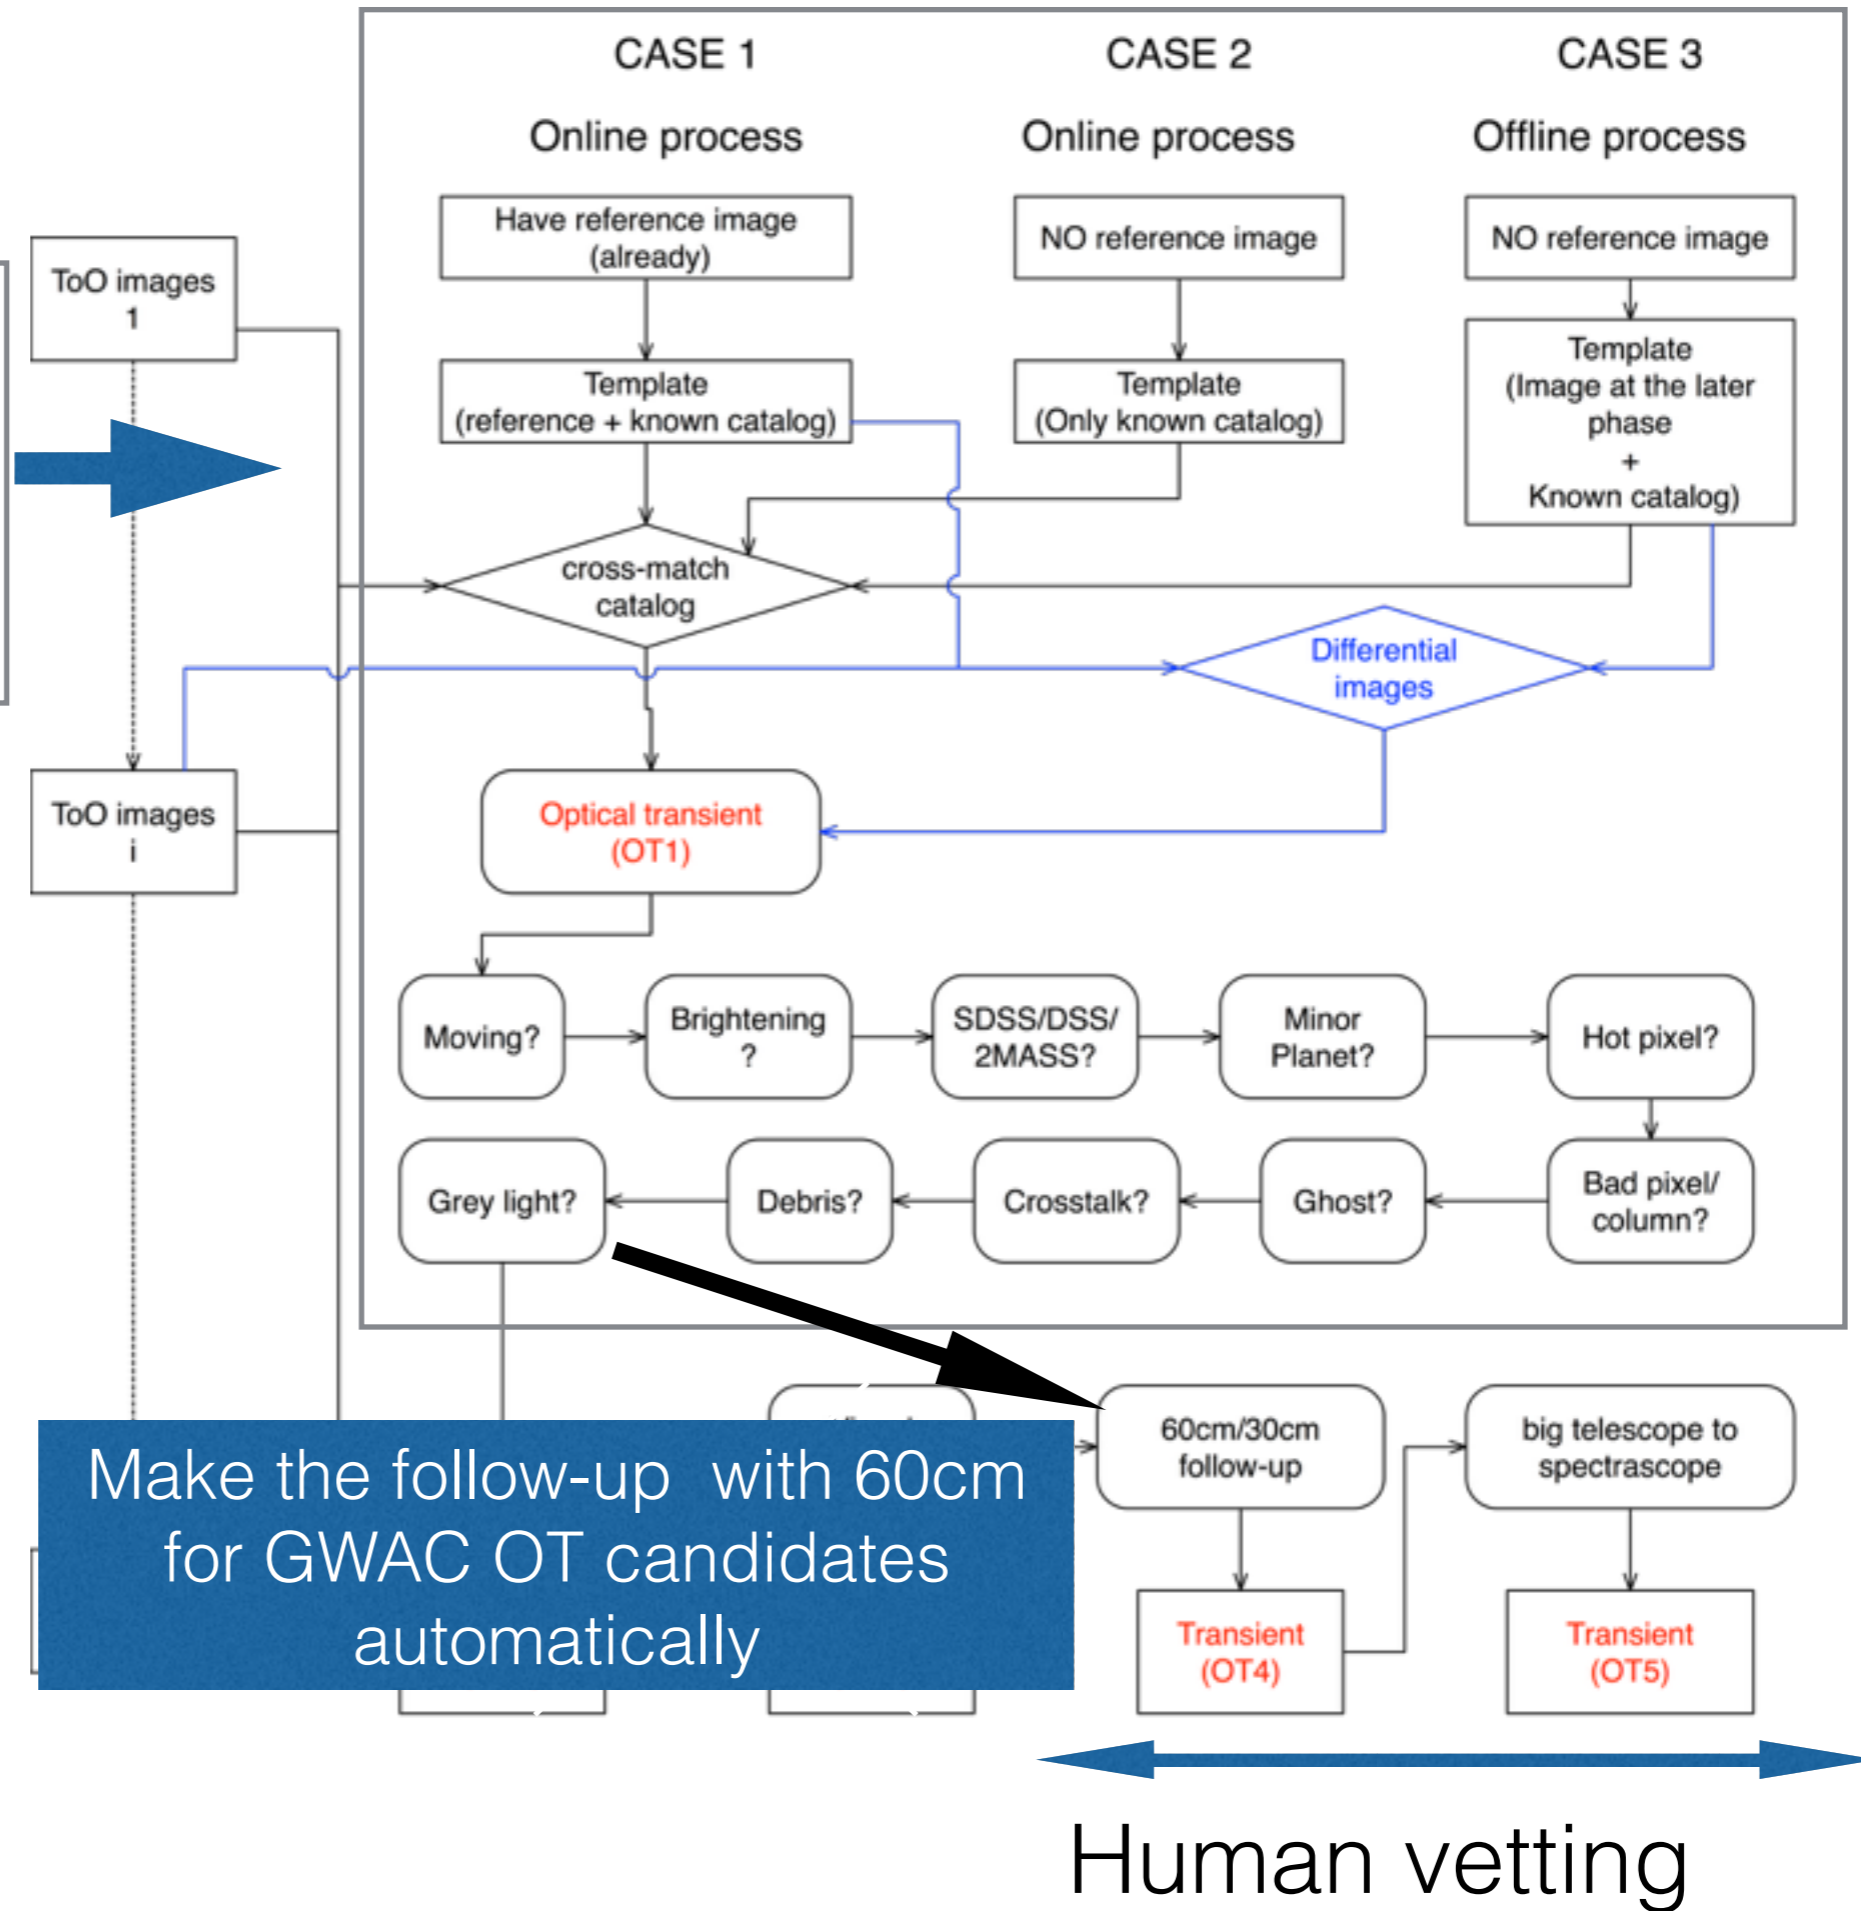 CASE 1
CASE 2
CASE 3
Online process
Online process
Offline process
Have reference image
(already)
NO reference image
NO reference image
ToO images
1
Template
(reference + known catalog)
Template
(Only known catalog)
Template
(Image at the later
phase
+
Known catalog)
cross-match
catalog
Differential
images
ToO images
i
Optical transient
(OT1)
Moving?
Brightening
?
SDSS/DSS/
2MASS?
Minor
Planet?
Hot pixel?
Grey light?
Debris?
Crosstalk?
Ghost?
Bad pixel/
column?
60cm/30cm
follow-up
big telescope to
spectrascope
Make the follow-up with 60cm
for GWAC OT candidates
automatically
Transient
(OT4)
Transient
(OT5)
Human vetting